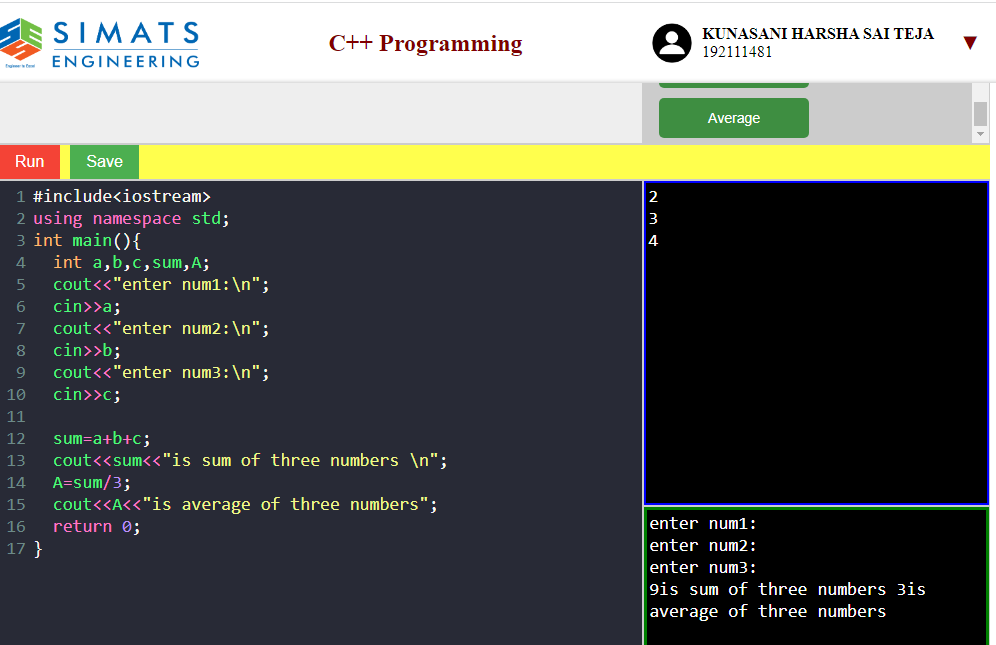 SIMATS
ENGINEERING
Engineer to Excel
C++ Programming
KUNASANI HARSHA SAI TEJA
192111481
Average
Run
Save
1 #include<iostream>
2 using namespace std;
3 int main(){
4   int a,b,c,sum,A;
5   cout<<"enter num1:\n";
6   cin>>a;
7   cout<<"enter num2:\n";
8   cin>>b;
9   cout<<"enter num3:\n";
10   cin>>c;
11
12   sum=a+b+c;
13   cout<<sum<<"is sum of three numbers \n";
14   A=sum/3;
15   cout<<A<<"is average of three numbers";
16   return 0;
17 }
2
3
4
enter num1:
enter num2:
enter num3:
9is sum of three numbers 3is
average of three numbers